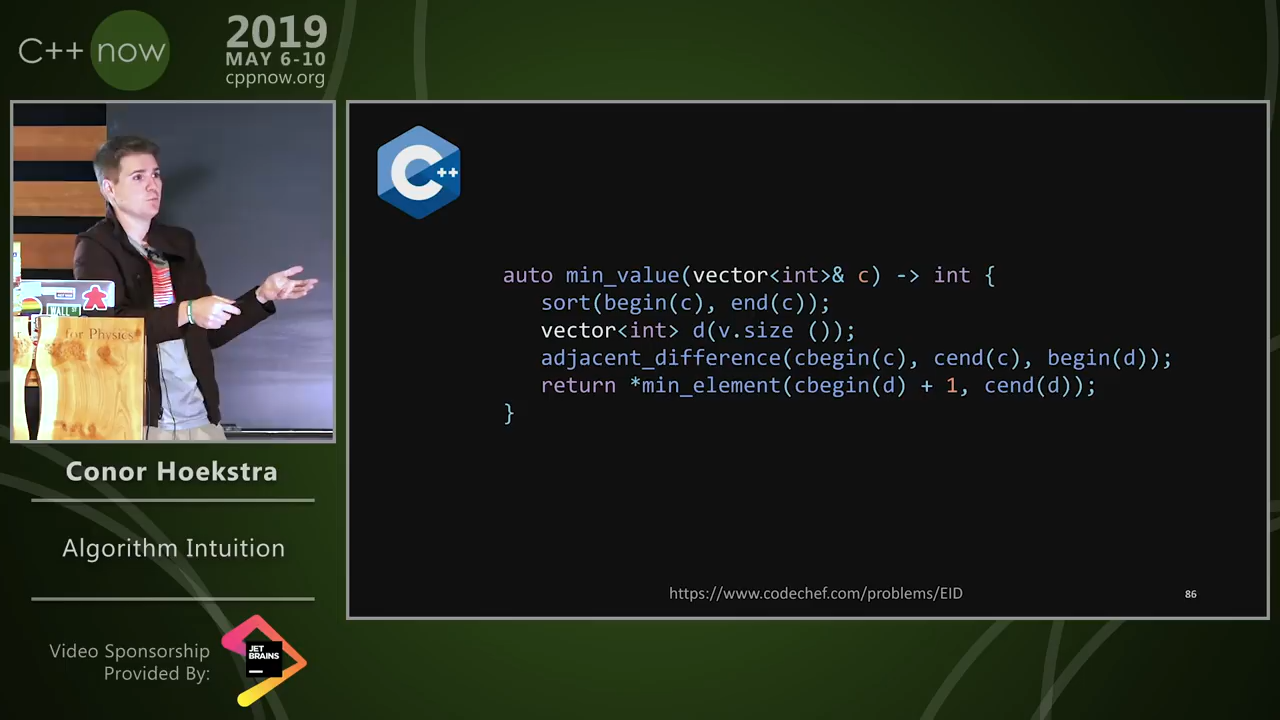 C++ now
2019
MAY 6-10
cppnow.org
C++
auto min_value(vector<int>& c) -> int {
sort(begin(c), end(c));
vector<int> d(v.size ());
adjacent_difference(cbegin(c), cend(c), begin(d));
return *min_element(cbegin(d) + 1, cend(d));
}
https://www.codechef.com/problems/EID
86
for Physics
Conor Hoekstra
Algorithm Intuition
Video Sponsorship
Provided By:
JET
BRAINS